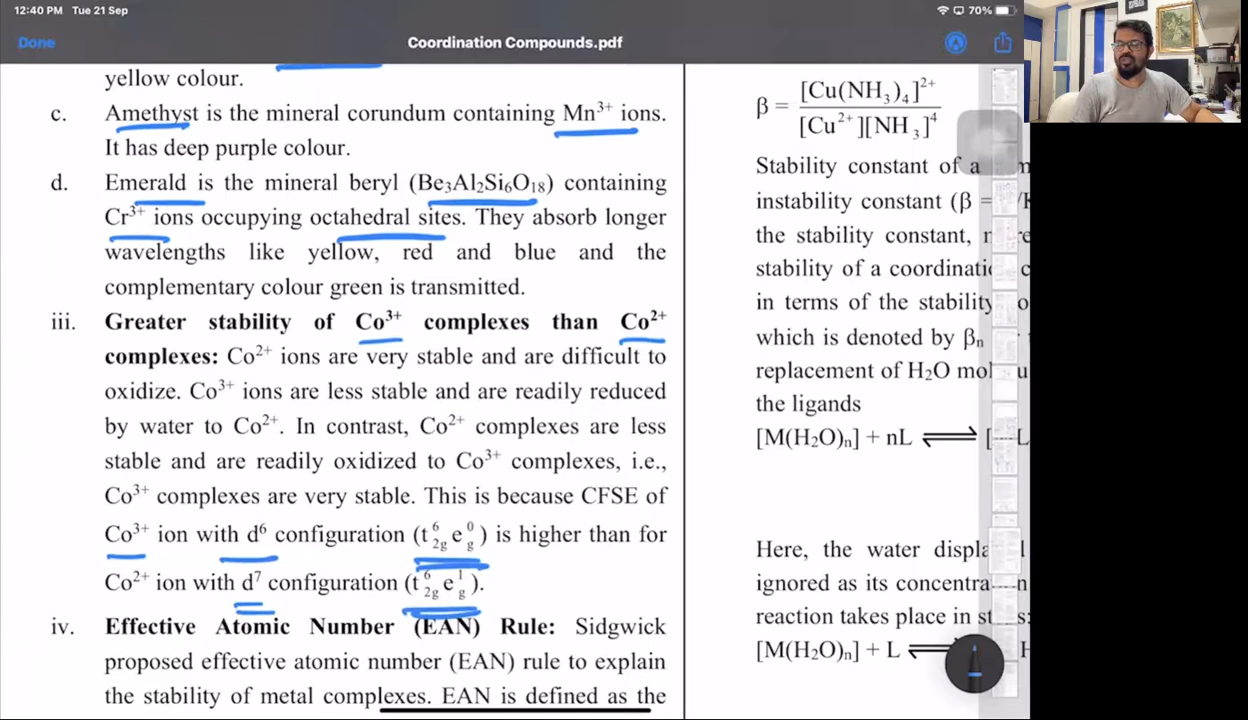 12:40 PM Tue 21 Sep
70%
Done
Coordination Compounds.pdf
yellow colour.
c. Amethyst is the mineral corundum containing Mn³⁺ ions.
It has deep purple colour.
d. Emerald is the mineral beryl (Be₃Al₂Si₆O₁₈) containing
Cr³⁺ ions occupying octahedral sites. They absorb longer
wavelengths like yellow, red and blue and the
complementary colour green is transmitted.
iii. Greater stability of Co³⁺ complexes than Co²⁺
complexes: Co²⁺ ions are very stable and are difficult to
oxidize. Co³⁺ ions are less stable and are readily reduced
by water to Co²⁺. In contrast, Co²⁺ complexes are less
stable and are readily oxidized to Co³⁺ complexes, i.e.,
Co³⁺ complexes are very stable. This is because CFSE of
Co³⁺ ion with d⁶ configuration (t₂g⁶ eg⁰) is higher than for
Co²⁺ ion with d⁷ configuration (t₂g⁶ eg¹).
iv. Effective Atomic Number (EAN) Rule: Sidgwick
proposed effective atomic number (EAN) rule to explain
the stability of metal complexes. EAN is defined as the
β = [Cu(NH₃)₄]²⁺
[Cu²⁺][NH₃]⁴
Stability constant of a
instability constant (β =
the stability constant,
stability of a
in terms of the stability
which is denoted by βn
replacement of H₂O
the ligands
[M(H₂O)n] + nL ⇌ [
Here, the water
ignored as its
reaction takes place in
[M(H₂O)n] + L ⇌